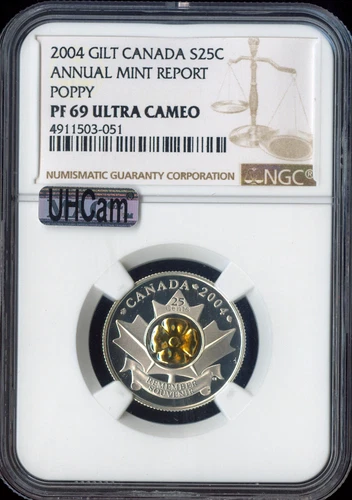 2004 GILT CANADA S25C
ANNUAL MINT REPORT
POPPY
PF 69 ULTRA CAMEO
4911503-051
NUMISMATIC GUARANTY CORPORATION
NGC®
UHCam
CANADA 2004
25
cents
REMEMBER
SOUVENIR